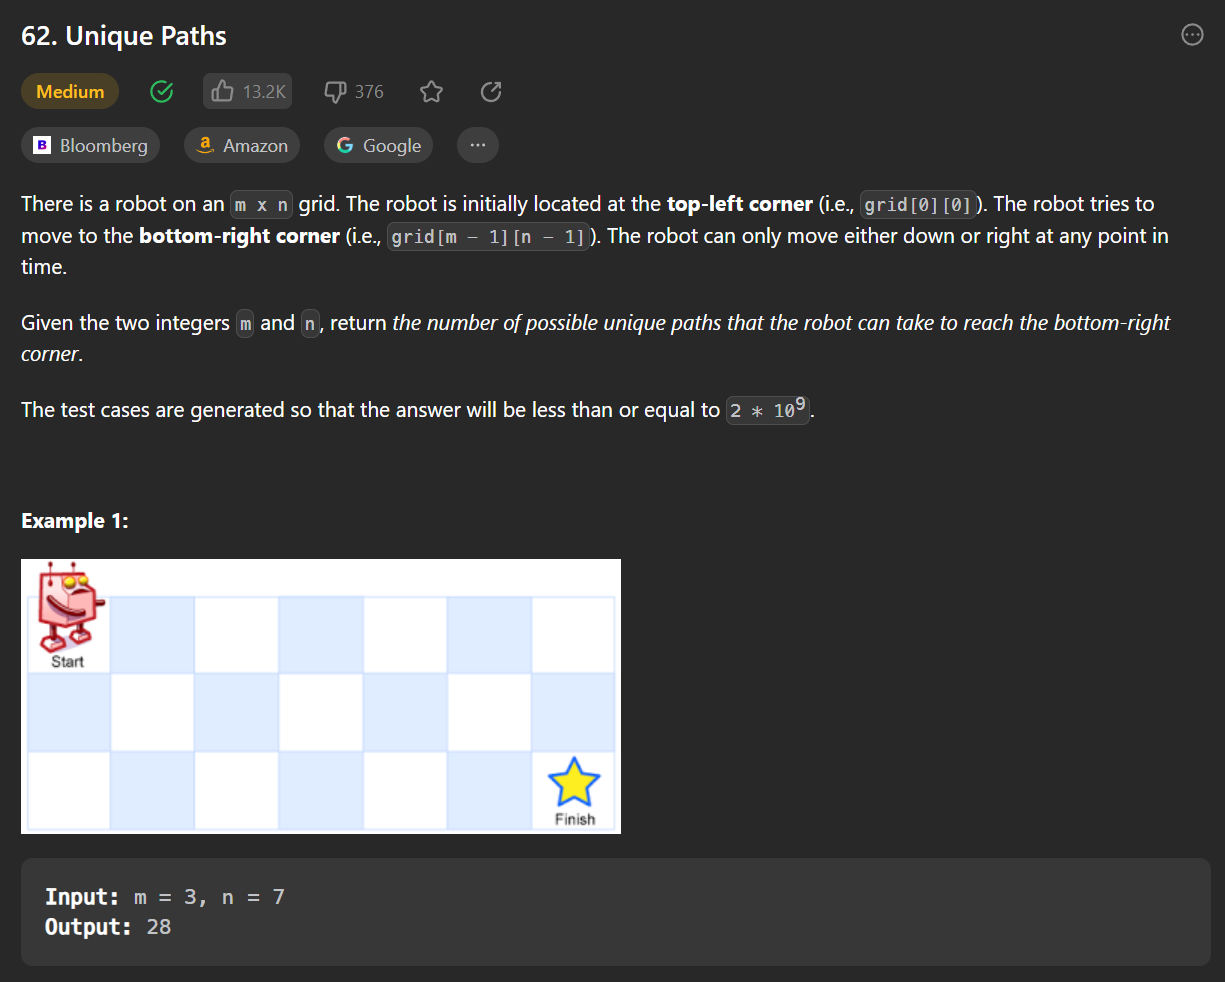 62. Unique Paths
Medium 13.2K 376
B Bloomberg a Amazon G Google ...
There is a robot on an m x n grid. The robot is initially located at the top-left corner (i.e., grid[0][0]). The robot tries to
move to the bottom-right corner (i.e., grid[m - 1][n - 1]). The robot can only move either down or right at any point in
time.
Given the two integers m and n, return the number of possible unique paths that the robot can take to reach the bottom-right
corner.
The test cases are generated so that the answer will be less than or equal to 2 * 10⁹.
Example 1:
Start
Finish
Input: m = 3, n = 7
Output: 28